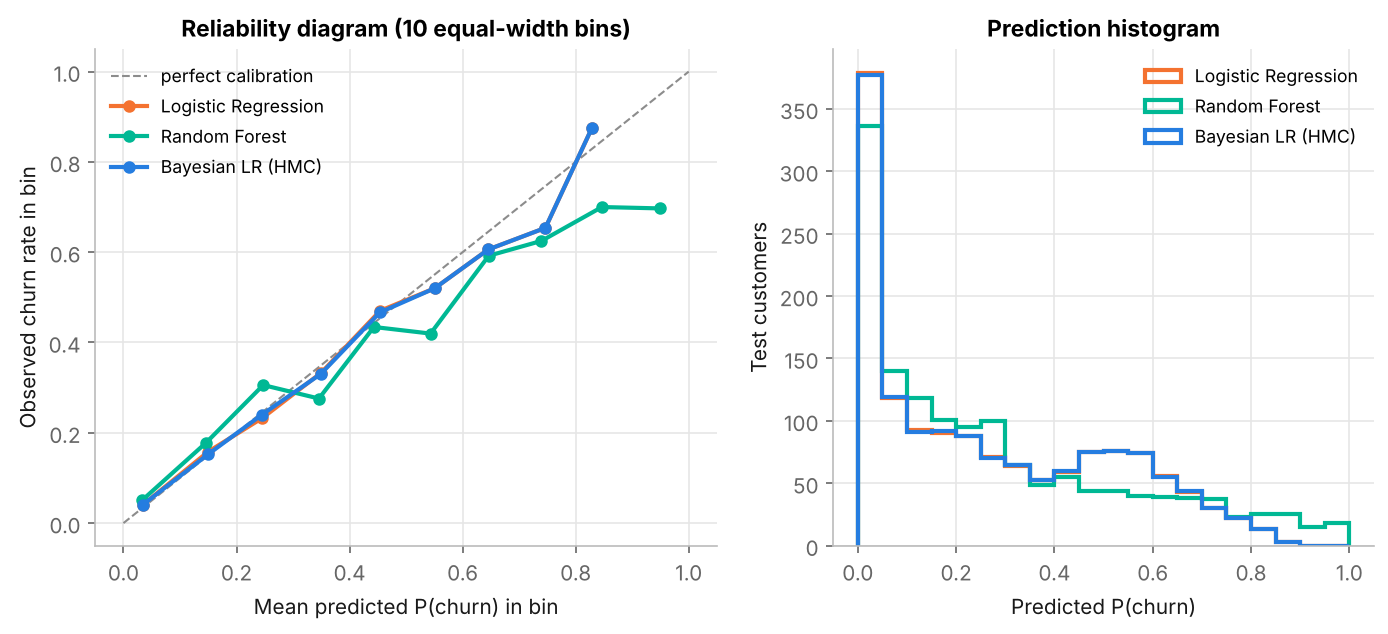 Reliability diagram (10 equal-width bins)
perfect calibration
Logistic Regression
Random Forest
Bayesian LR (HMC)
Observed churn rate in bin
1.0
0.8
0.6
0.4
0.2
0.0
0.0 0.2 0.4 0.6 0.8 1.0
Mean predicted P(churn) in bin
Prediction histogram
Logistic Regression
Random Forest
Bayesian LR (HMC)
Test customers
350
300
250
200
150
100
50
0
0.0 0.2 0.4 0.6 0.8 1.0
Predicted P(churn)